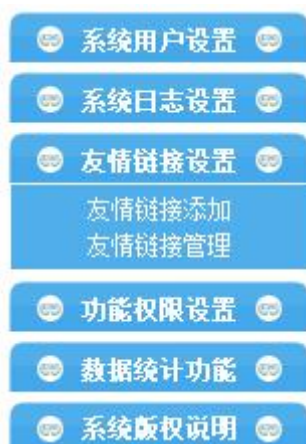 系统用户设置
系统日志设置
友情链接设置
友情链接添加
友情链接管理
功能权限设置
数据统计功能
系统版权说明